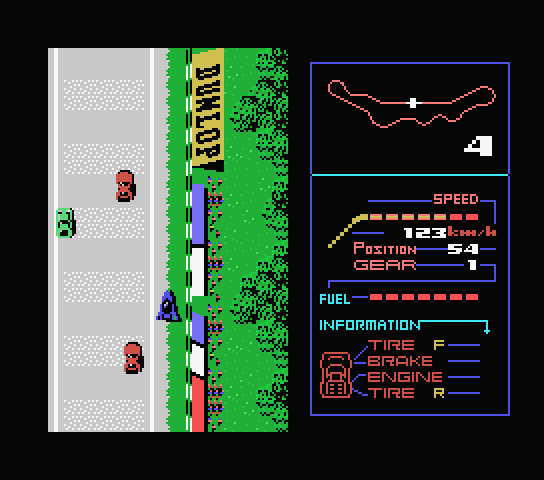 DUNLOP
4
SPEED
123km/h
POSITION 54
GEAR 1
FUEL
INFORMATION
TIRE F
BRAKE
ENGINE
TIRE R